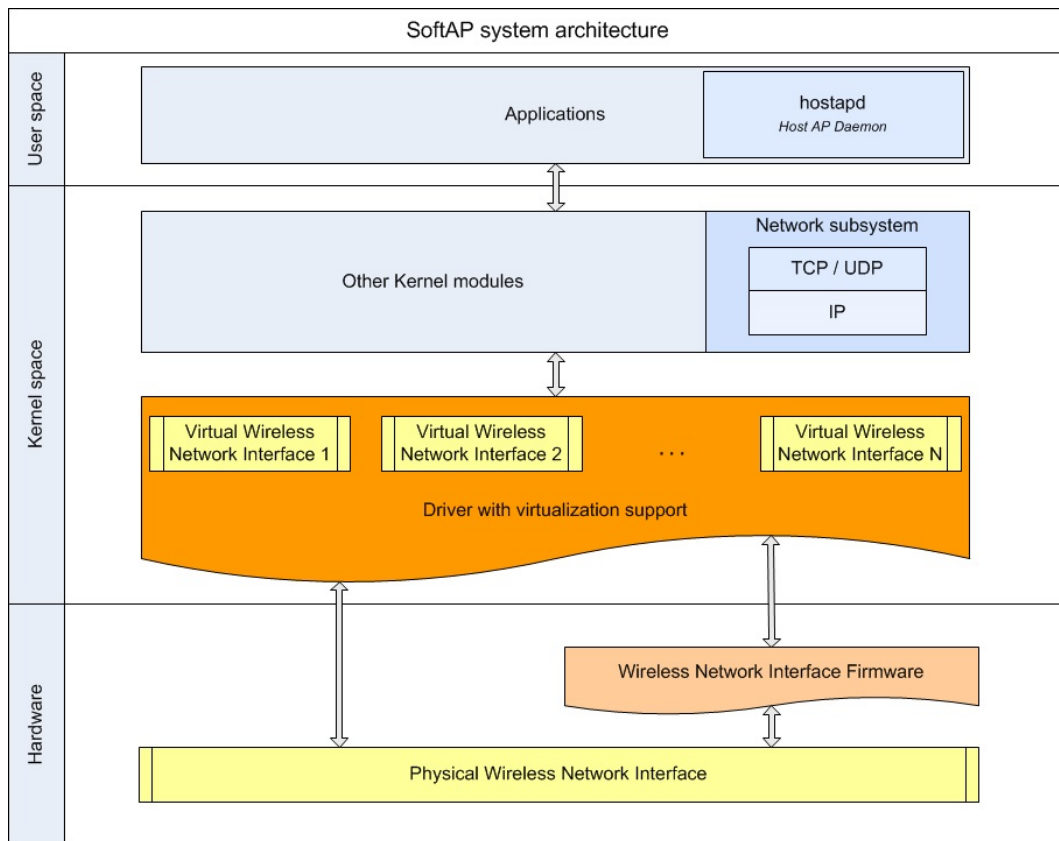 SoftAP system architecture
User space
Applications
hostapd
Host AP Daemon
Kernel space
Other Kernel modules
Network subsystem
TCP / UDP
IP
Virtual Wireless
Network Interface 1
Virtual Wireless
Network Interface 2
. . .
Virtual Wireless
Network Interface N
Driver with virtualization support
Hardware
Wireless Network Interface Firmware
Physical Wireless Network Interface